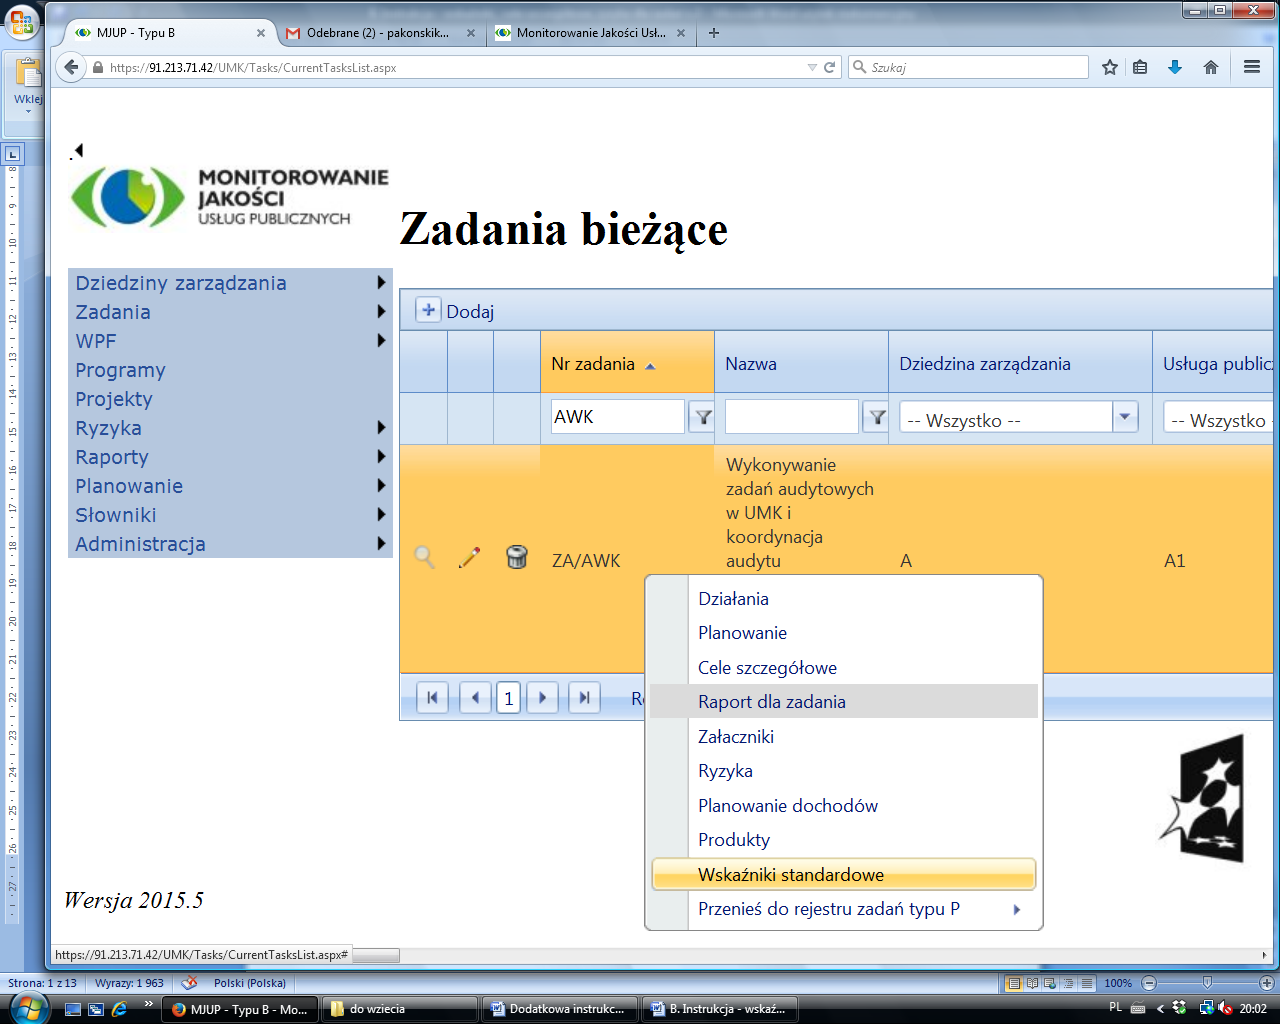 MJUP - Typu B
Odebrane (2) - pakonskik...
Monitorowanie Jakości Usł...
https://91.213.71.42/UMK/Tasks/CurrentTasksList.aspx
Szukaj
Wklej
MONITOROWANIE
JAKOŚCI
USŁUG PUBLICZNYCH
Zadania bieżące
Dziedziny zarządzania
Zadania
WPF
Programy
Projekty
Ryzyka
Raporty
Planowanie
Słowniki
Administracja
Dodaj
Nr zadania
Nazwa
Dziedzina zarządzania
Usługa publicz
AWK
-- Wszystko --
-- Wszystko -
Wykonywanie
zadań audytowych
w UMK i
koordynacja
audytu
ZA/AWK
A
A1
1
Działania
Planowanie
Cele szczegółowe
Raport dla zadania
Załaczniki
Ryzyka
Planowanie dochodów
Produkty
Wskaźniki standardowe
Przenieś do rejestru zadań typu P
Wersja 2015.5
https://91.213.71.42/UMK/Tasks/CurrentTasksList.aspx#
Strona: 1 z 13
Wyrazy: 1 963
Polski (Polska)
100%
MJUP - Typu B - Mo...
do wziecia
Dodatkowa instrukc...
B. Instrukcja - wskaź...
PL
20:02